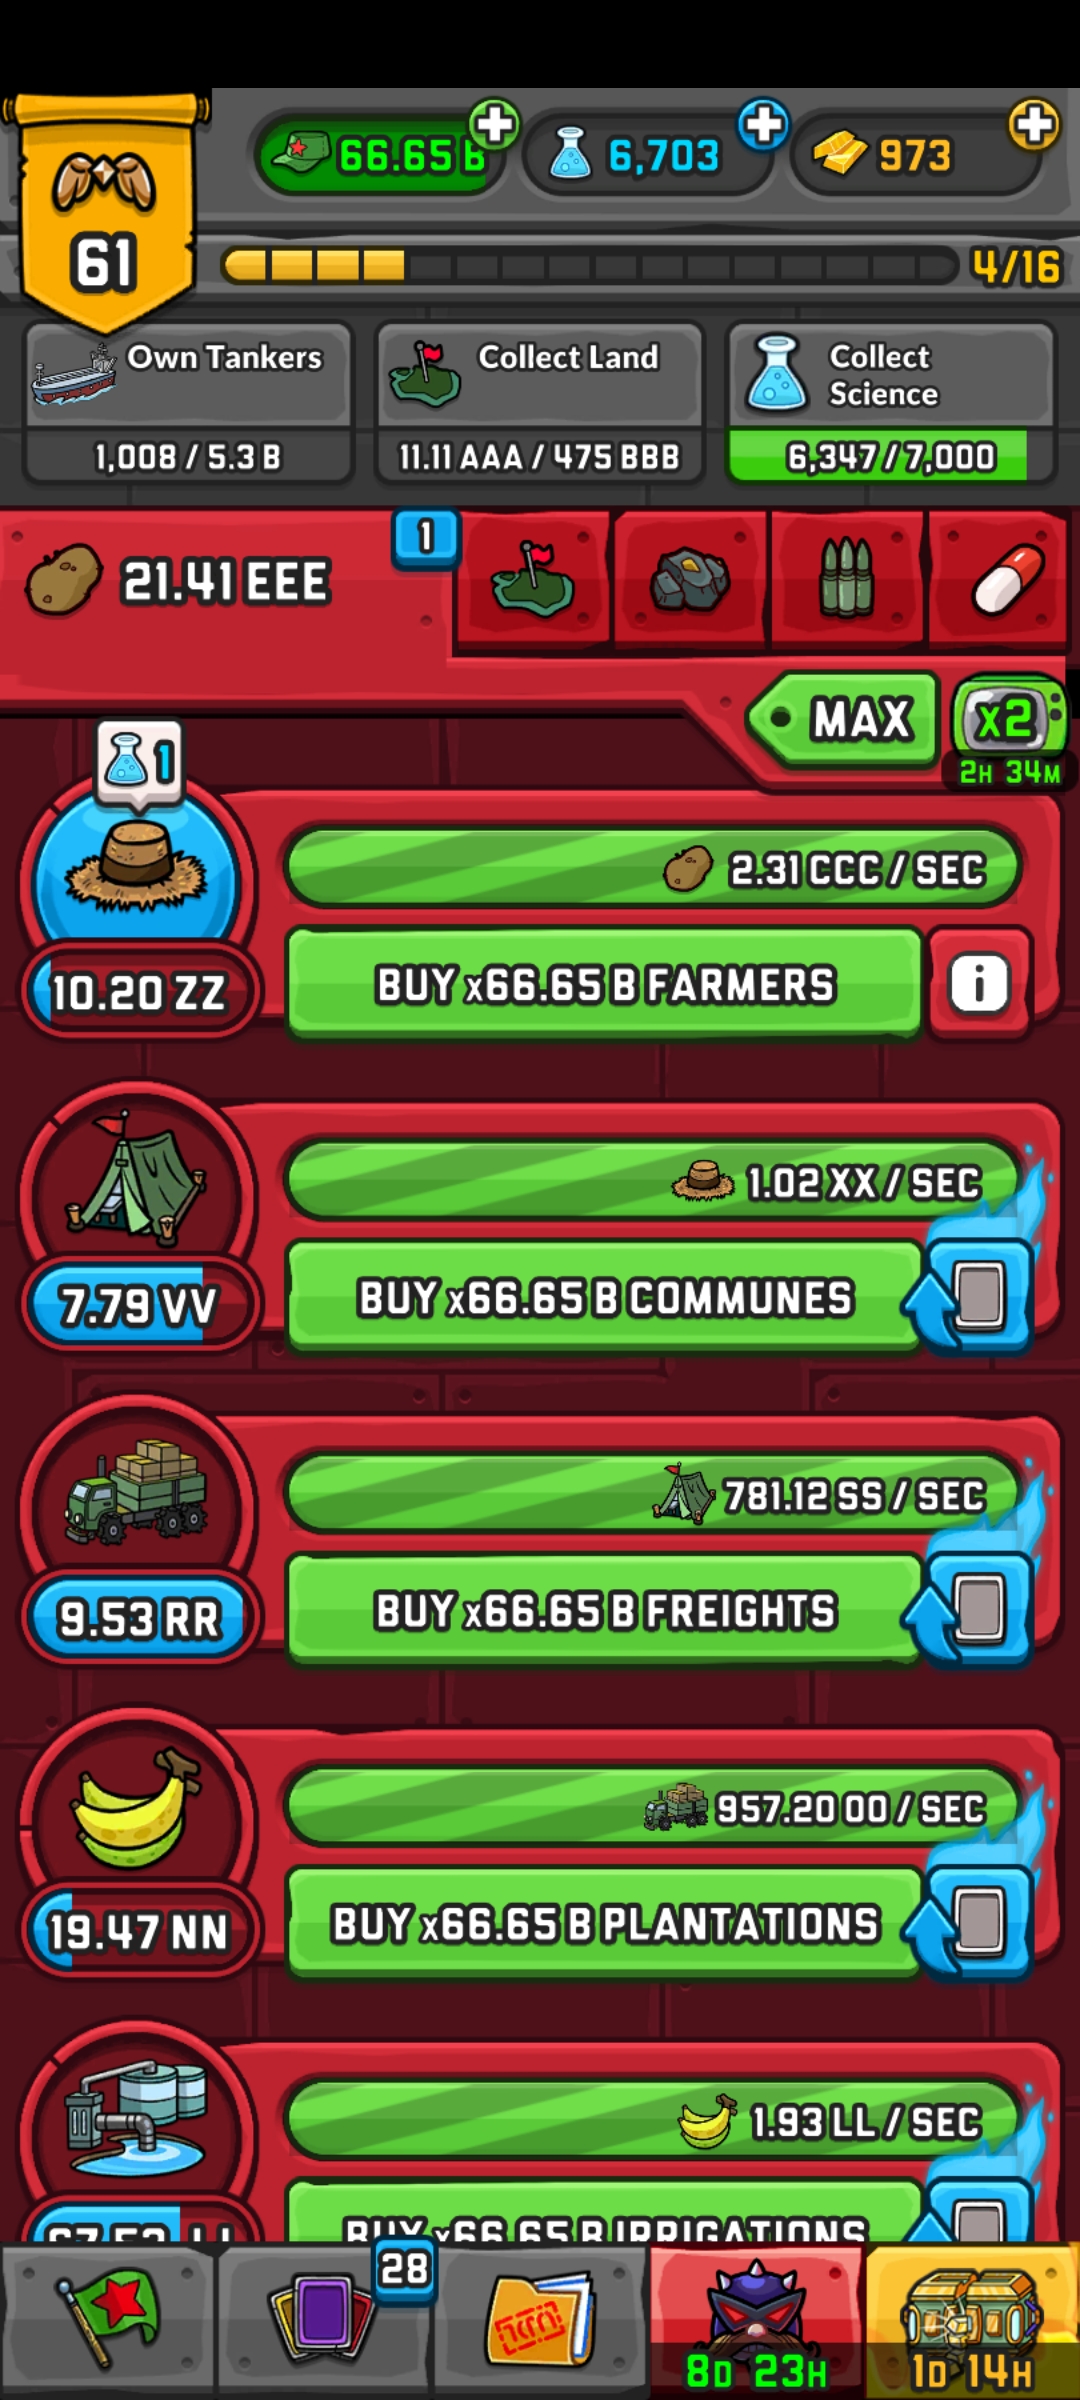 66.65 B
6,703
973
61
4/16
Own Tankers
Collect Land
Collect
Science
1,008 / 5.3 B
11.11 AAA / 475 BBB
6,347 / 7,000
21.41 EEE
1
MAX
x2
2H 34M
1
2.31 CCC / SEC
10.20 ZZ
BUY x66.65 B FARMERS
i
1.02 XX / SEC
7.79 VV
BUY x66.65 B COMMUNES
781.12 SS / SEC
9.53 RR
BUY x66.65 B FREIGHTS
957.20 OO / SEC
19.47 NN
BUY x66.65 B PLANTATIONS
1.93 LL / SEC
BUY x66.65 B IRRIGATIONS
28
8D 23H
1D 14H